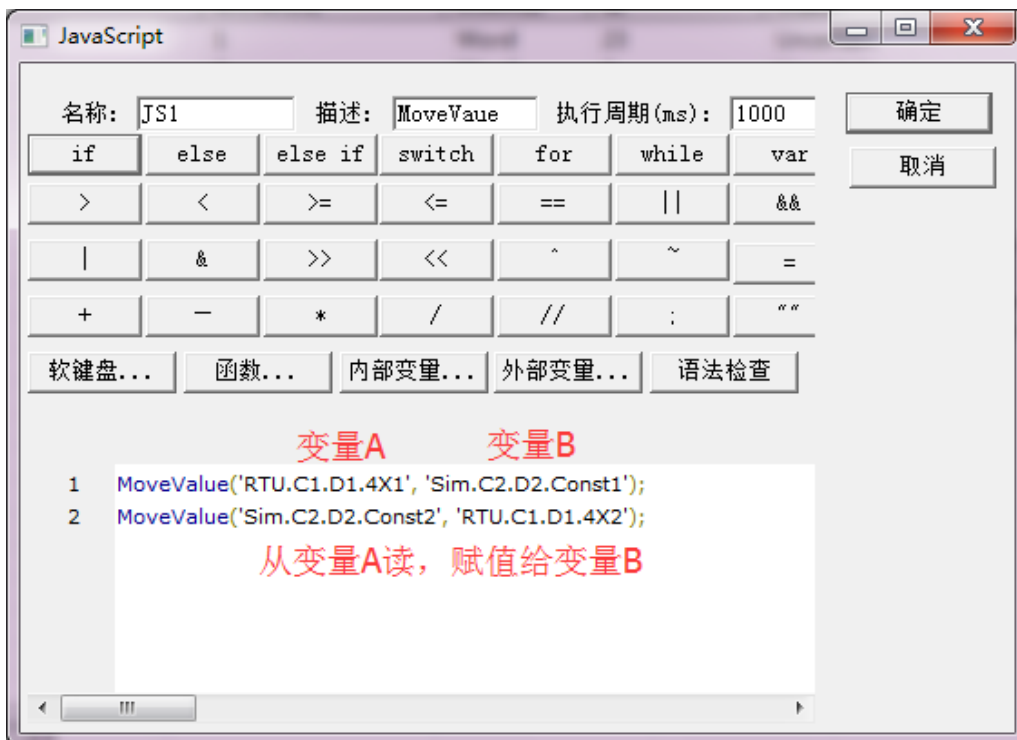 JavaScript
名称: JS1 描述: MoveVaue 执行周期(ms): 1000 确定
if else else if switch for while var 取消
> < >= <= == || &&
| & >> << ^ ~ =
+ — * / // ; ""
软键盘... 函数... 内部变量... 外部变量... 语法检查
变量A 变量B
1 MoveValue('RTU.C1.D1.4X1', 'Sim.C2.D2.Const1');
2 MoveValue('Sim.C2.D2.Const2', 'RTU.C1.D1.4X2');
从变量A读，赋值给变量B